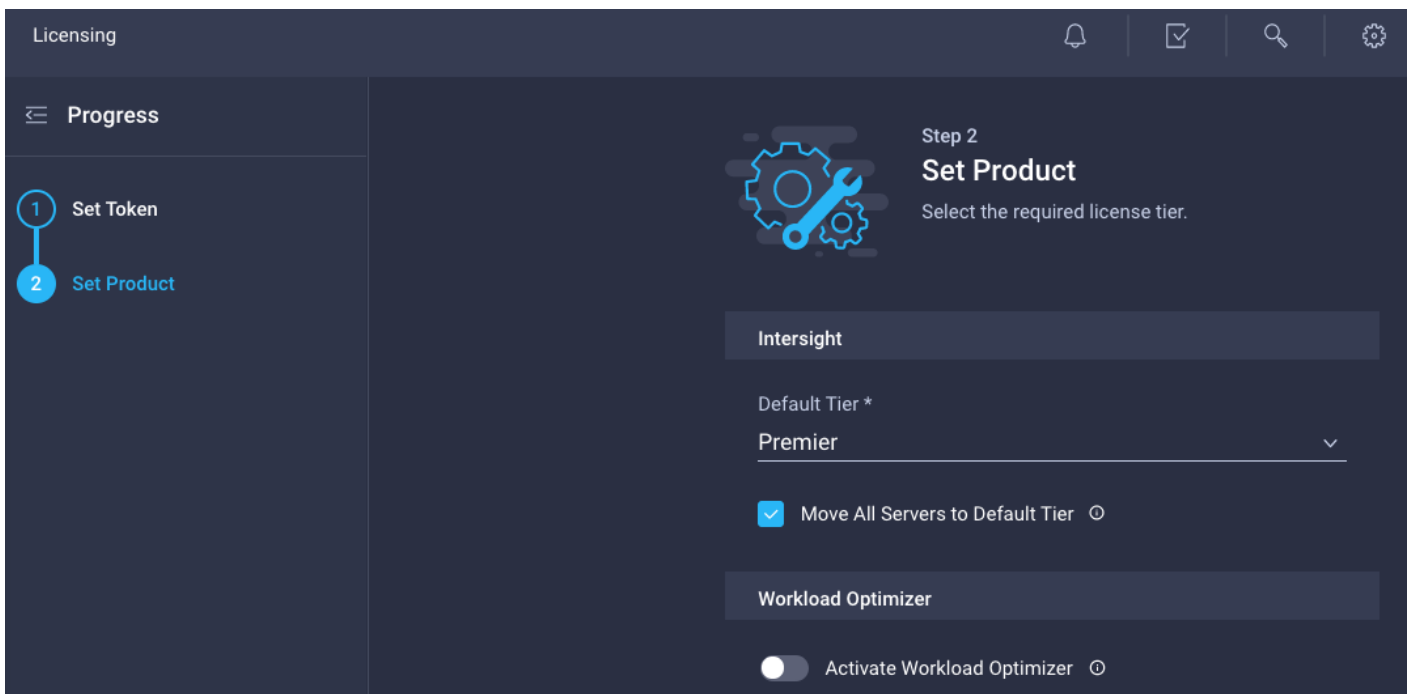 Licensing
Progress
1 Set Token
2 Set Product
Step 2
Set Product
Select the required license tier.
Intersight
Default Tier *
Premier
Move All Servers to Default Tier
Workload Optimizer
Activate Workload Optimizer